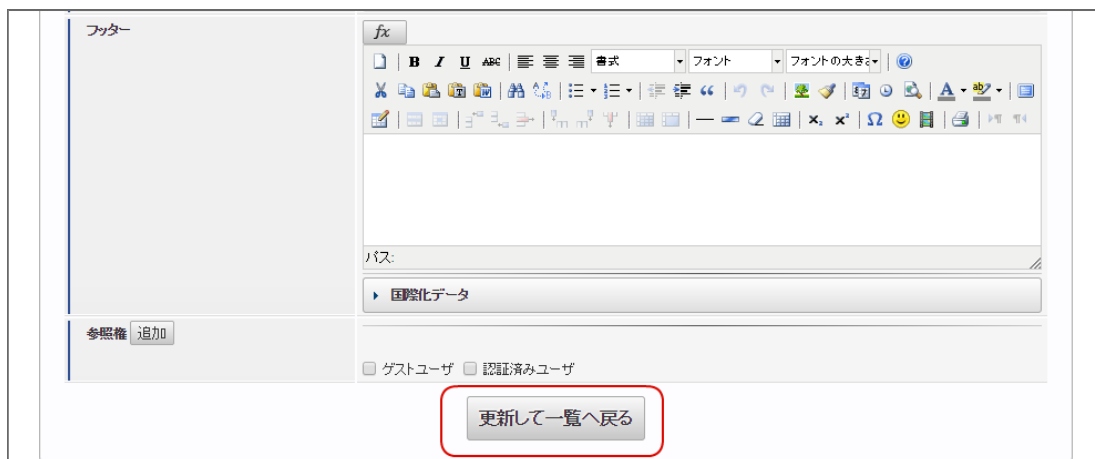 フッター
fx
B I U ABC 書式 フォント フォントの大きさ
パス:
国際化データ
参照権 追加
ゲストユーザ 認証済みユーザ
更新して一覧へ戻る